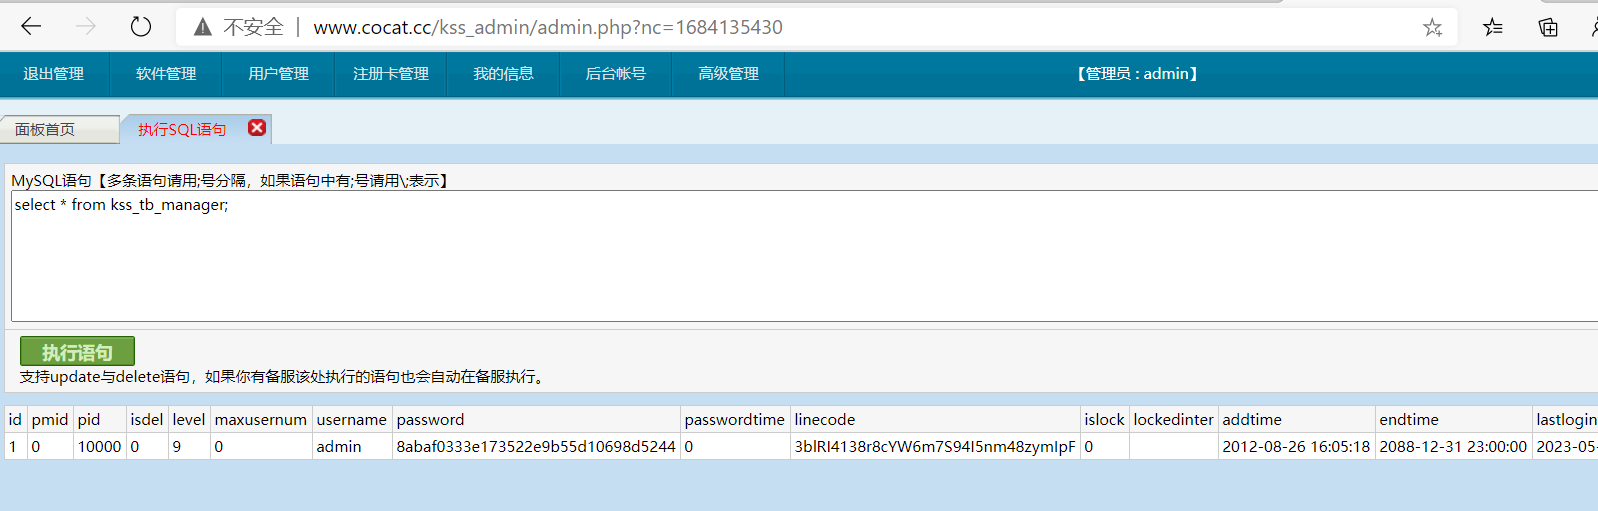 不安全 | www.cocat.cc/kss_admin/admin.php?nc=1684135430
退出管理 软件管理 用户管理 注册卡管理 我的信息 后台帐号 高级管理 【管理员 : admin】
面板首页 执行SQL语句
MySQL语句【多条语句请用;号分隔，如果语句中有;号请用\;表示】
select * from kss_tb_manager;
执行语句
支持update与delete语句，如果你有备服该处执行的语句也会自动在备服执行。
id pmid pid isdel level maxusernum username password passwordtime linecode islock lockedinter addtime endtime lastlogin
1 0 10000 0 9 0 admin 8abaf0333e173522e9b55d10698d5244 0 3blRI4138r8cYW6m7S94I5nm48zymIpF 0 2012-08-26 16:05:18 2088-12-31 23:00:00 2023-05-